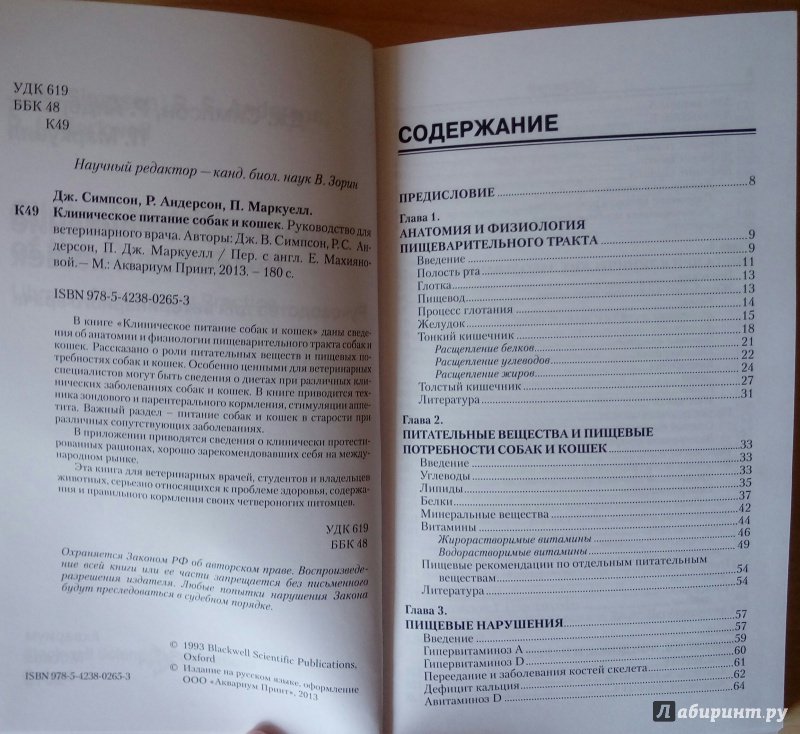 УДК 619
ББК 48
К49
Научный редактор — канд. биол. наук В. Зорин
Дж. Симпсон, Р. Андерсон, П. Маркуелл.
К49 Клиническое питание собак и кошек. Руководство для
ветеринарного врача. Авторы: Дж. В. Симпсон, Р.С. Ан-
дерсон, П. Дж. Маркуелл / Пер. с англ. Е. Махияно-
вой.— М.: Аквариум Принт, 2013. – 180 с.
ISBN 978-5-4238-0265-3
В книге «Клиническое питание собак и кошек» даны сведе-
ния об анатомии и физиологии пищеварительного тракта собак и
кошек. Рассказано о роли питательных веществ и пищевых по-
требностях собак и кошек. Особенно ценными для ветеринарных
специалистов могут быть сведения о диетах при различных кли-
нических заболеваниях собак и кошек. В книге приводится тех-
ника зондового и парентерального кормления, стимуляции аппе-
тита. Важный раздел – питание собак и кошек в старости при
различных сопутствующих заболеваниях.
В приложении приводятся сведения о клинически протести-
рованных рационах, хорошо зарекомендовавших себя на между-
народном рынке.
Эта книга для ветеринарных врачей, студентов и владельцев
животных, серьезно относящихся к проблеме здоровья, содержа-
ния и правильного кормления своих четвероногих питомцев.
УДК 619
ББК 48
Охраняется Законом РФ об авторском праве. Воспроизведе-
ние всей книги или ее части запрещается без письменного
разрешения издателя. Любые попытки нарушения Закона
будут преследоваться в судебном порядке.
© 1993 Blackwell Scientific Publications,
Oxford
© Издание на русском языке, оформление
ООО «Аквариум Принт», 2013
ISBN 978-5-4238-0265-3
СОДЕРЖАНИЕ
ПРЕДИСЛОВИЕ 8
Глава 1.
АНАТОМИЯ И ФИЗИОЛОГИЯ
ПИЩЕВАРИТЕЛЬНОГО ТРАКТА 9
Введение 9
Полость рта 11
Глотка 13
Пищевод 13
Процесс глотания 14
Желудок 15
Тонкий кишечник 18
Расщепление белков 21
Расщепление углеводов 22
Расщепление жиров 24
Толстый кишечник 27
Литература 31
Глава 2.
ПИТАТЕЛЬНЫЕ ВЕЩЕСТВА И ПИЩЕВЫЕ
ПОТРЕБНОСТИ СОБАК И КОШЕК 33
Введение 33
Углеводы 33
Липиды 35
Белки 37
Минеральные вещества 42
Витамины 44
Жирорастворимые витамины 46
Водорастворимые витамины 49
Пищевые рекомендации по отдельным питательным
веществам 54
Литература 54
Глава 3.
ПИЩЕВЫЕ НАРУШЕНИЯ 57
Введение 57
Гипервитаминоз А 59
Гипервитаминоз D 60
Переедание и заболевания костей скелета 61
Дефицит кальция 62
Авитаминоз D 64
Лабиринт.ру